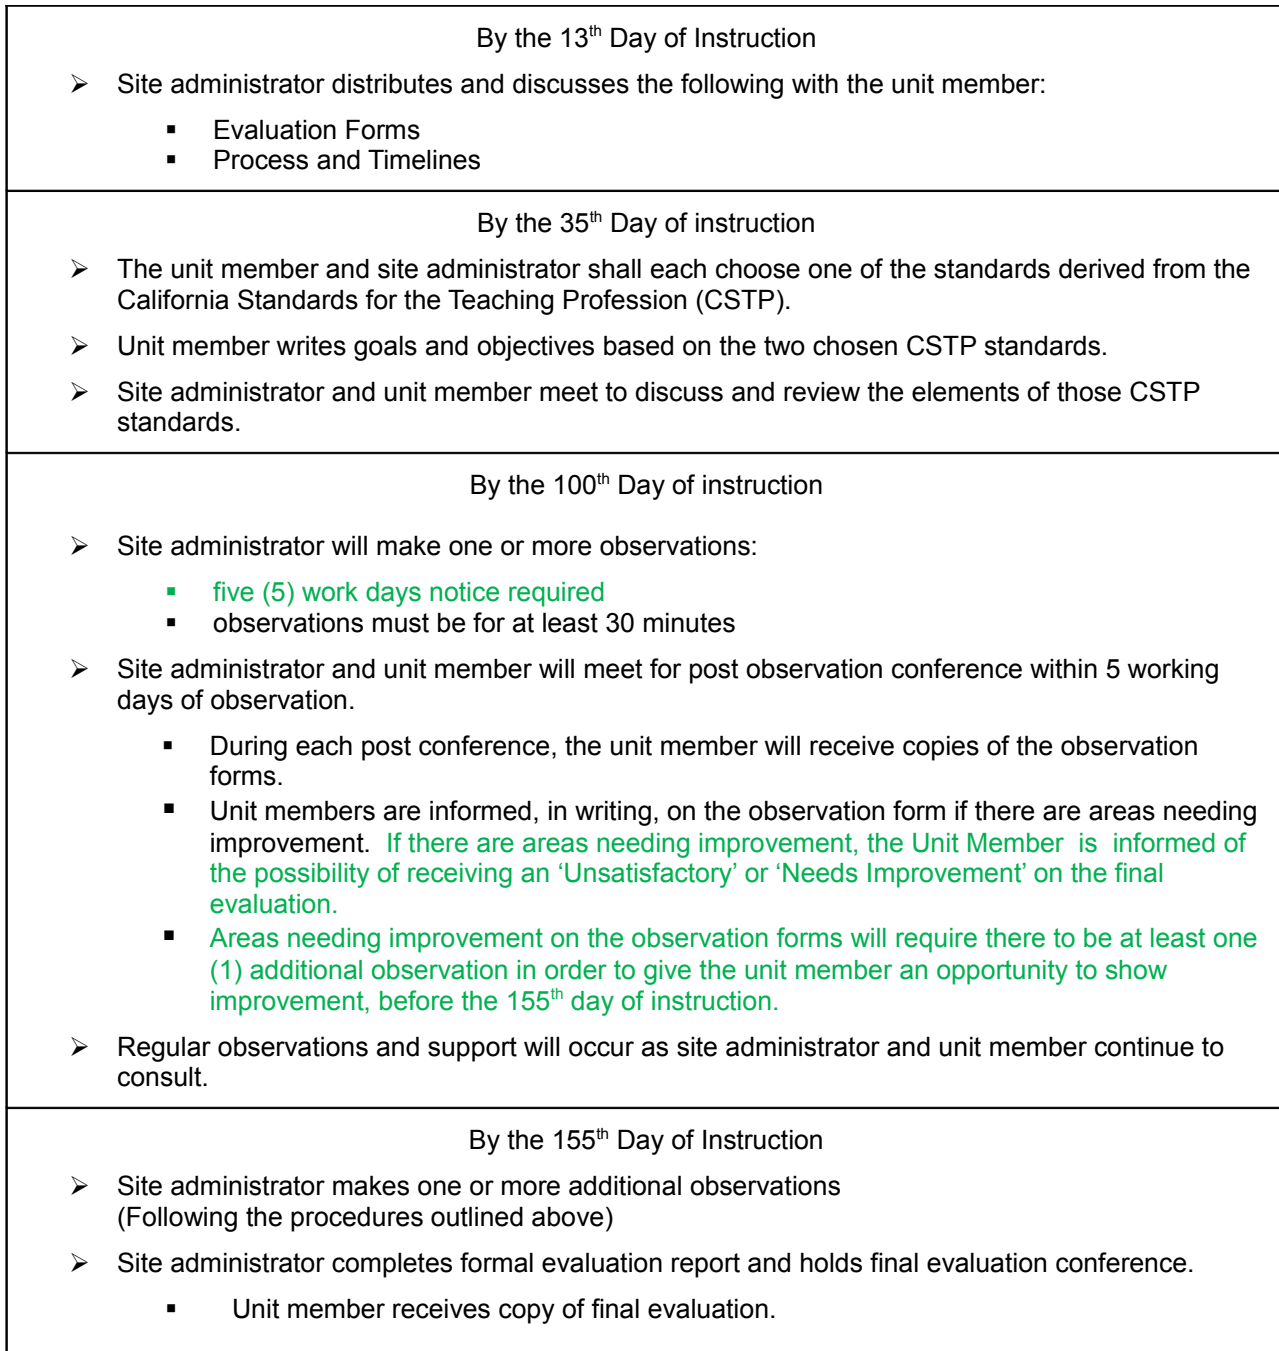 By the 13th Day of Instruction
➢ Site administrator distributes and discusses the following with the unit member:
▪ Evaluation Forms
▪ Process and Timelines
By the 35th Day of instruction
➢ The unit member and site administrator shall each choose one of the standards derived from the
California Standards for the Teaching Profession (CSTP).
➢ Unit member writes goals and objectives based on the two chosen CSTP standards.
➢ Site administrator and unit member meet to discuss and review the elements of those CSTP
standards.
By the 100th Day of instruction
➢ Site administrator will make one or more observations:
▪ five (5) work days notice required
▪ observations must be for at least 30 minutes
➢ Site administrator and unit member will meet for post observation conference within 5 working
days of observation.
▪ During each post conference, the unit member will receive copies of the observation
forms.
▪ Unit members are informed, in writing, on the observation form if there are areas needing
improvement.  If there are areas needing improvement, the Unit Member  is  informed of
the possibility of receiving an ‘Unsatisfactory’ or ‘Needs Improvement’ on the final
evaluation.
▪ Areas needing improvement on the observation forms will require there to be at least one
(1) additional observation in order to give the unit member an opportunity to show
improvement, before the 155th day of instruction.
➢ Regular observations and support will occur as site administrator and unit member continue to
consult.
By the 155th Day of Instruction
➢ Site administrator makes one or more additional observations
(Following the procedures outlined above)
➢ Site administrator completes formal evaluation report and holds final evaluation conference.
▪ Unit member receives copy of final evaluation.